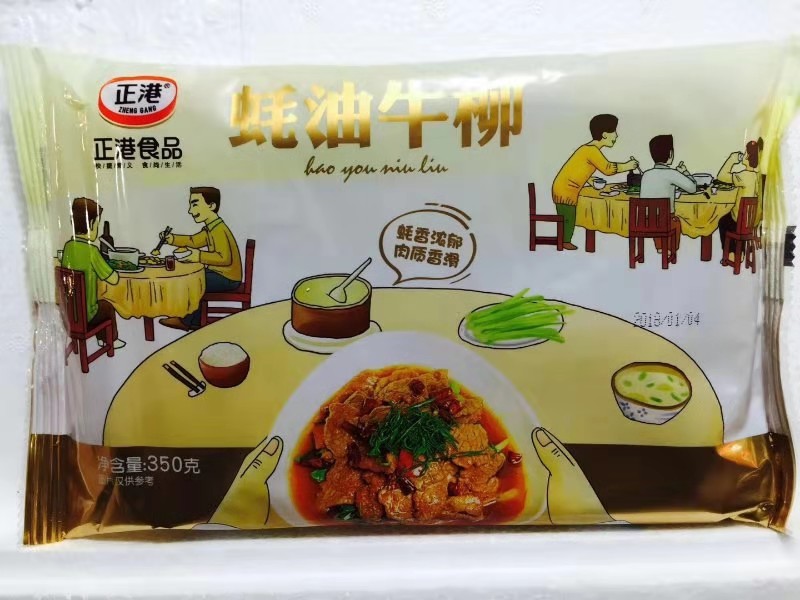 正港®
ZHENG GANG
正港食品
蚝油牛柳
hao you niu liu
蚝香浓郁
肉质香滑
2018/01/04
净含量:350克
图片仅供参考